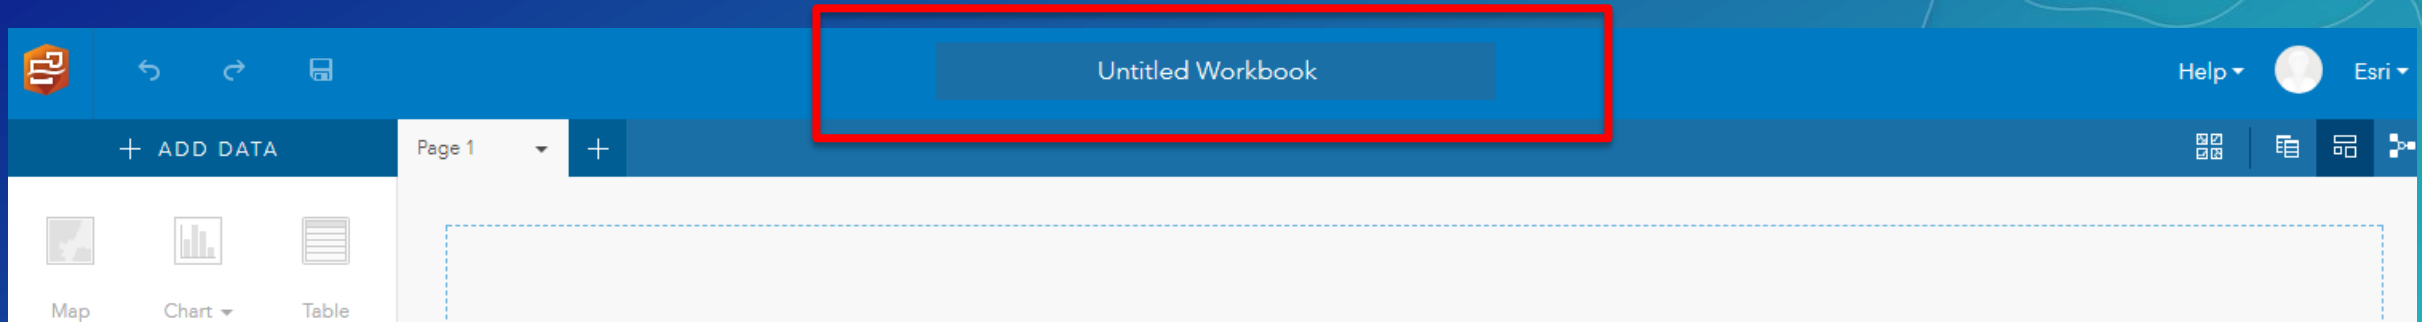 Untitled Workbook
Help
Esri
+ ADD DATA
Page 1
+
Map
Chart
Table